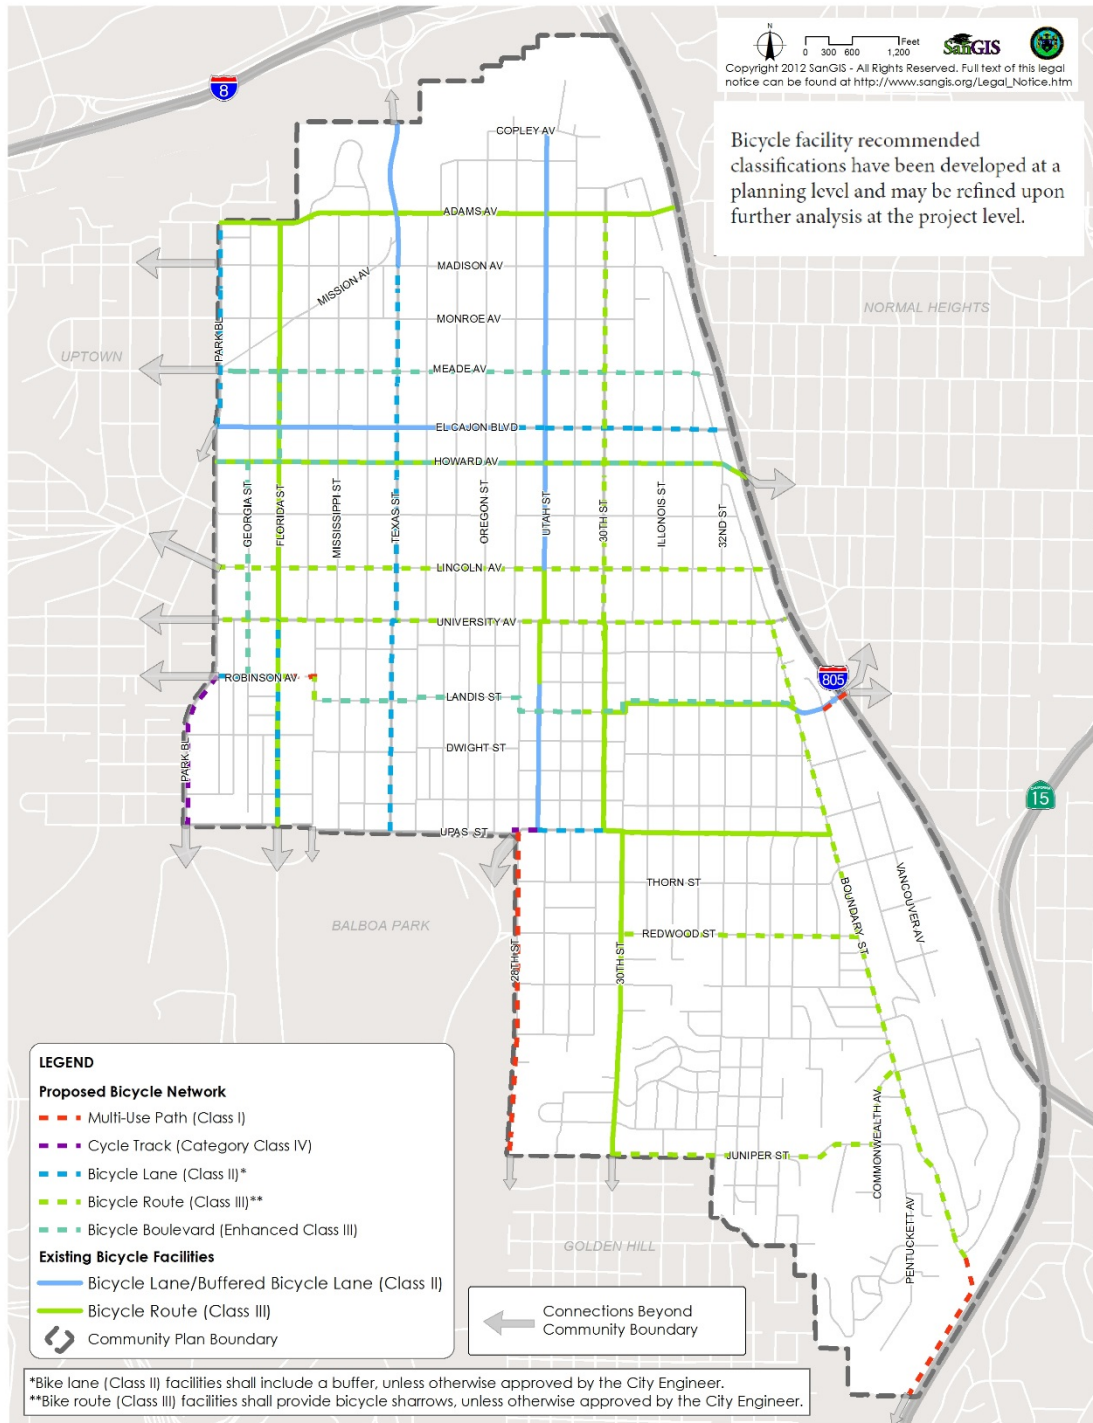 N
0 300 600 1,200 Feet
SanGIS
Copyright 2012 SanGIS - All Rights Reserved. Full text of this legal
notice can be found at http://www.sangis.org/Legal_Notice.htm
Bicycle facility recommended
classifications have been developed at a
planning level and may be refined upon
further analysis at the project level.
8
COPLEY AV
ADAMS AV
MADISON AV
MISSION AV
MONROE AV
NORMAL HEIGHTS
PARK BL
UPTOWN
MEADE AV
EL CAJON BLVD
HOWARD AV
GEORGIA ST
FLORIDA ST
MISSISSIPPI ST
TEXAS ST
OREGON ST
UTAH ST
30TH ST
ILLONOIS ST
32ND ST
LINCOLN AV
UNIVERSITY AV
ROBINSON AV
LANDIS ST
805
DWIGHT ST
PARK BL
15
UPAS ST
THORN ST
BOUNDARY ST
VANCOUVER AV
BALBOA PARK
REDWOOD ST
28TH ST
30TH ST
COMMONWEALTH AV
JUNIPER ST
PENTUCKETT AV
GOLDEN HILL
LEGEND
Proposed Bicycle Network
Multi-Use Path (Class I)
Cycle Track (Category Class IV)
Bicycle Lane (Class II)*
Bicycle Route (Class III)**
Bicycle Boulevard (Enhanced Class III)
Existing Bicycle Facilities
Bicycle Lane/Buffered Bicycle Lane (Class II)
Bicycle Route (Class III)
Community Plan Boundary
Connections Beyond
Community Boundary
*Bike lane (Class II) facilities shall include a buffer, unless otherwise approved by the City Engineer.
**Bike route (Class III) facilities shall provide bicycle sharrows, unless otherwise approved by the City Engineer.